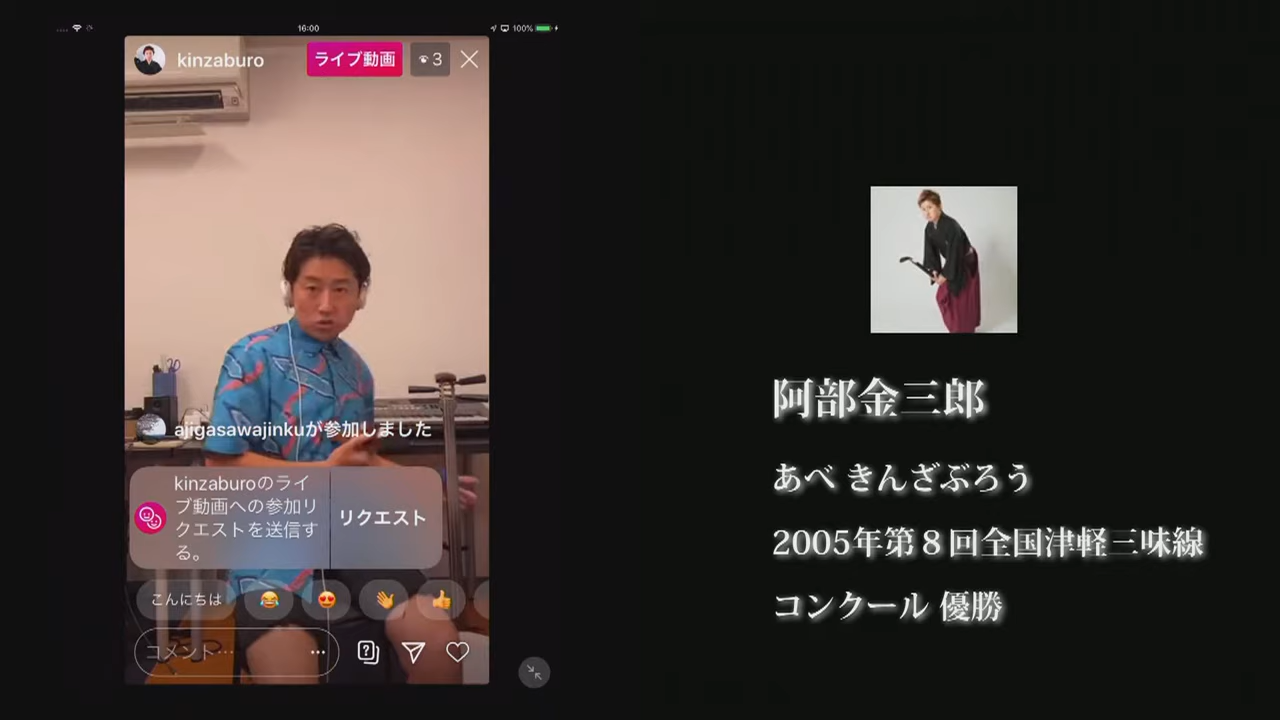 16:00
100%
kinzaburo
ライブ動画
3
ajigasawajinkuが参加しました
kinzaburoのライ
ブ動画への参加リ
クエストを送信す
る。
リクエスト
こんにちは
コメント…
阿部金三郎
あべ きんざぶろう
2005年第８回全国津軽三味線
コンクール 優勝